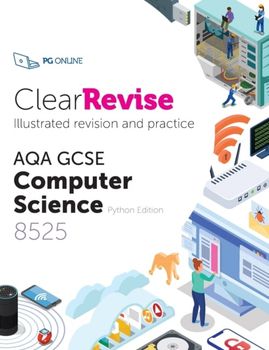 PG ONLINE
ClearRevise
Illustrated revision and practice
AQA GCSE
Computer
Science Python Edition
8525